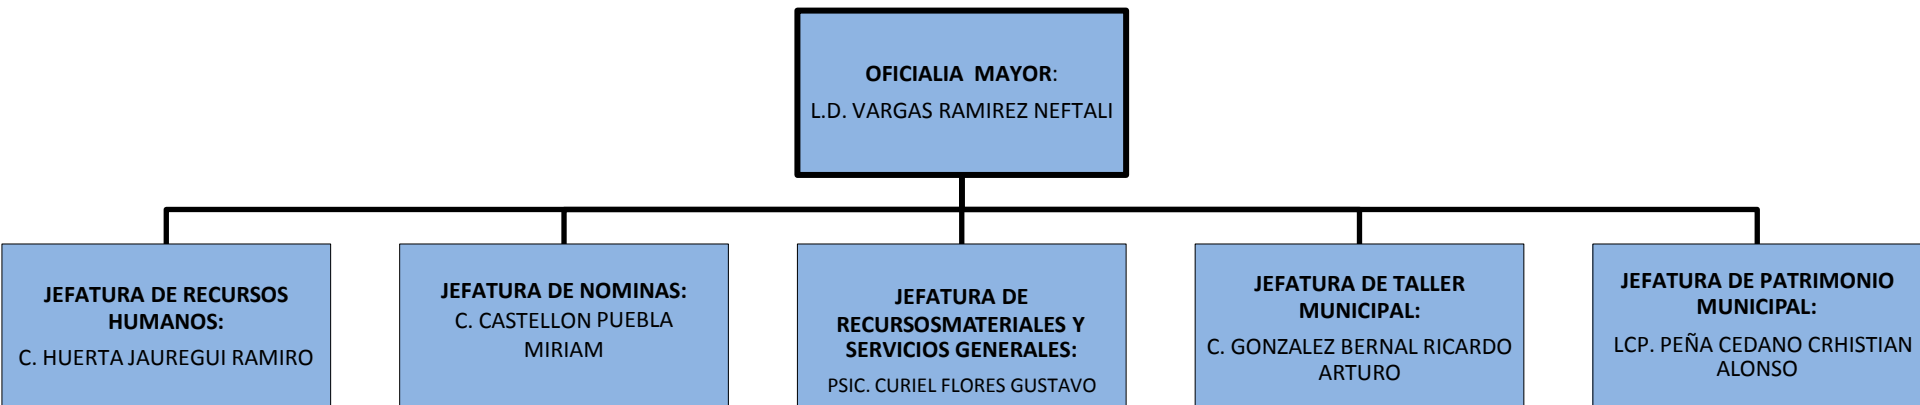 OFICIALIA  MAYOR:
L.D. VARGAS RAMIREZ NEFTALI
JEFATURA DE RECURSOS
HUMANOS:
C. HUERTA JAUREGUI RAMIRO
JEFATURA DE NOMINAS:
C. CASTELLON PUEBLA
MIRIAM
JEFATURA DE
RECURSOSMATERIALES Y
SERVICIOS GENERALES:
PSIC. CURIEL FLORES GUSTAVO
JEFATURA DE TALLER
MUNICIPAL:
C. GONZALEZ BERNAL RICARDO
ARTURO
JEFATURA DE PATRIMONIO
MUNICIPAL:
LCP. PEÑA CEDANO CRHISTIAN
ALONSO